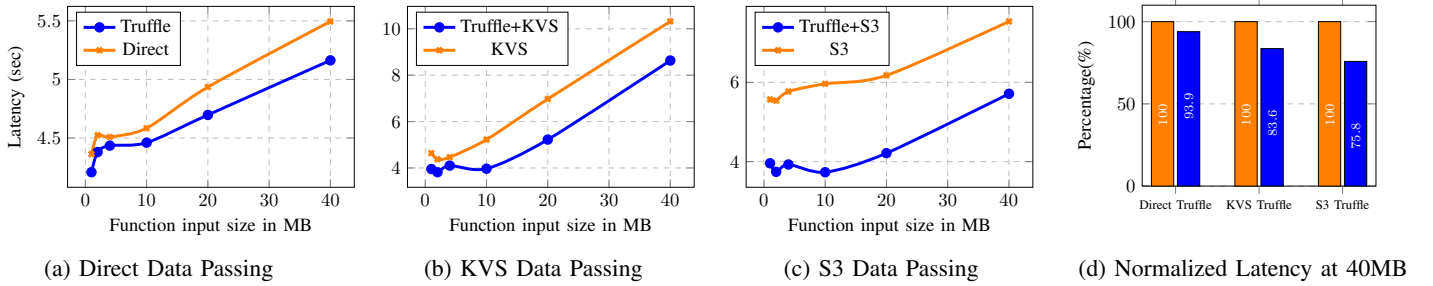 Latency (sec)
5.5
5
4.5
Truffle
Direct
0 10 20 30 40
Function input size in MB
(a) Direct Data Passing
10
8
6
4
Truffle+KVS
KVS
0 10 20 30 40
Function input size in MB
(b) KVS Data Passing
6
4
Truffle+S3
S3
0 10 20 30 40
Function input size in MB
(c) S3 Data Passing
Percentage(%)
100
50
0
100
93.9
100
83.6
100
75.8
Direct Truffle KVS Truffle S3 Truffle
(d) Normalized Latency at 40MB